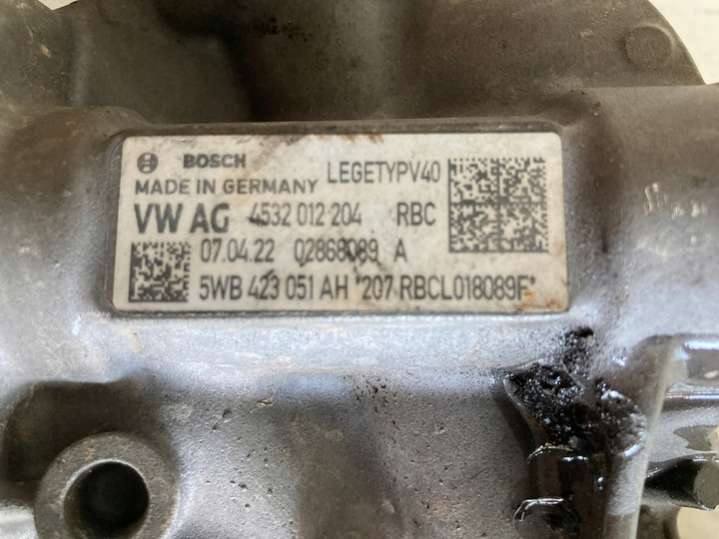 BOSCH LEGETYPV40
MADE IN GERMANY
VW AG 4532 012 204 RBC
07.04.22 02868089 A
5WB 423 051 AH *207 RBCL018089F*